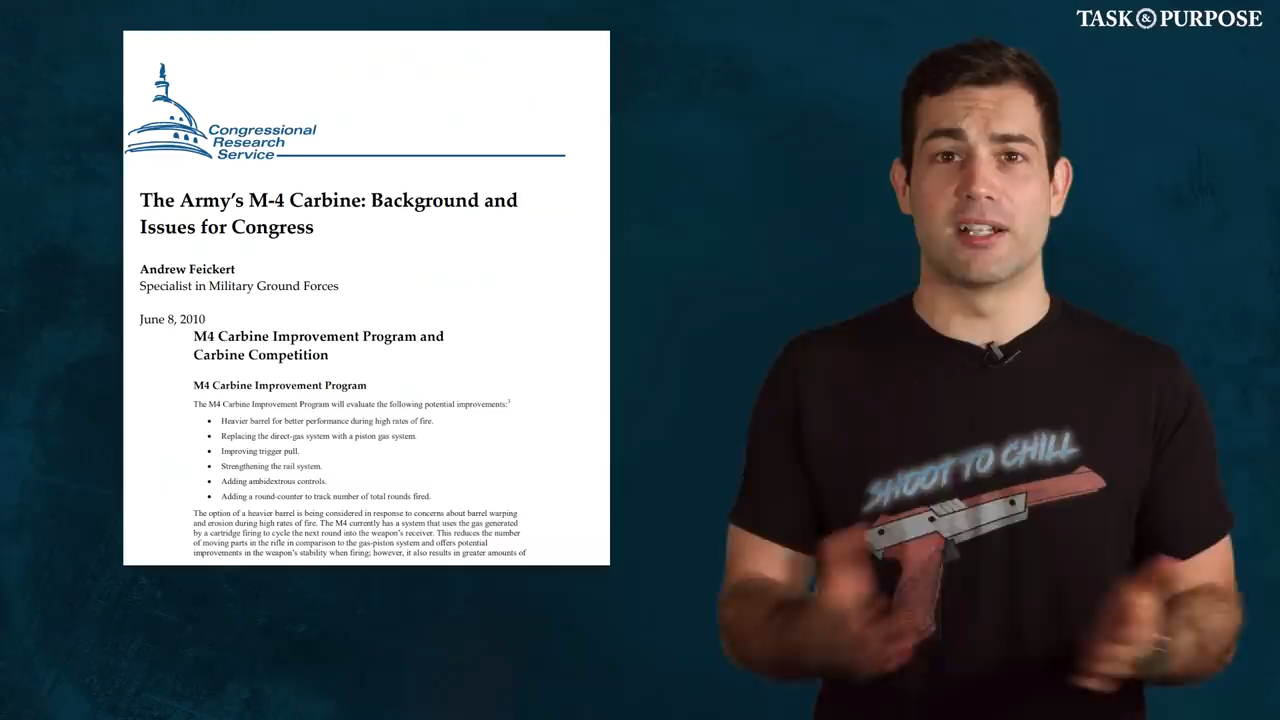 TASK & PURPOSE
Congressional
Research
Service
The Army's M-4 Carbine: Background and
Issues for Congress
Andrew Feickert
Specialist in Military Ground Forces
June 8, 2010
M4 Carbine Improvement Program and
Carbine Competition
M4 Carbine Improvement Program
The M4 Carbine Improvement Program will evaluate the following potential improvements:3
• Heavier barrel for better performance during high rates of fire.
• Replacing the direct-gas system with a piston gas system.
• Improving trigger pull.
• Strengthening the rail system.
• Adding ambidextrous controls.
• Adding a round-counter to track number of total rounds fired.
The option of a heavier barrel is being considered in response to concerns about barrel warping
and erosion during high rates of fire. The M4 currently has a system that uses the gas generated
by a cartridge firing to cycle the next round into the weapon's receiver. This reduces the number
of moving parts in the rifle in comparison to the gas-piston system and offers potential
improvements in the weapon's stability when firing; however, it also results in greater amounts of
SHOOT TO CHILL